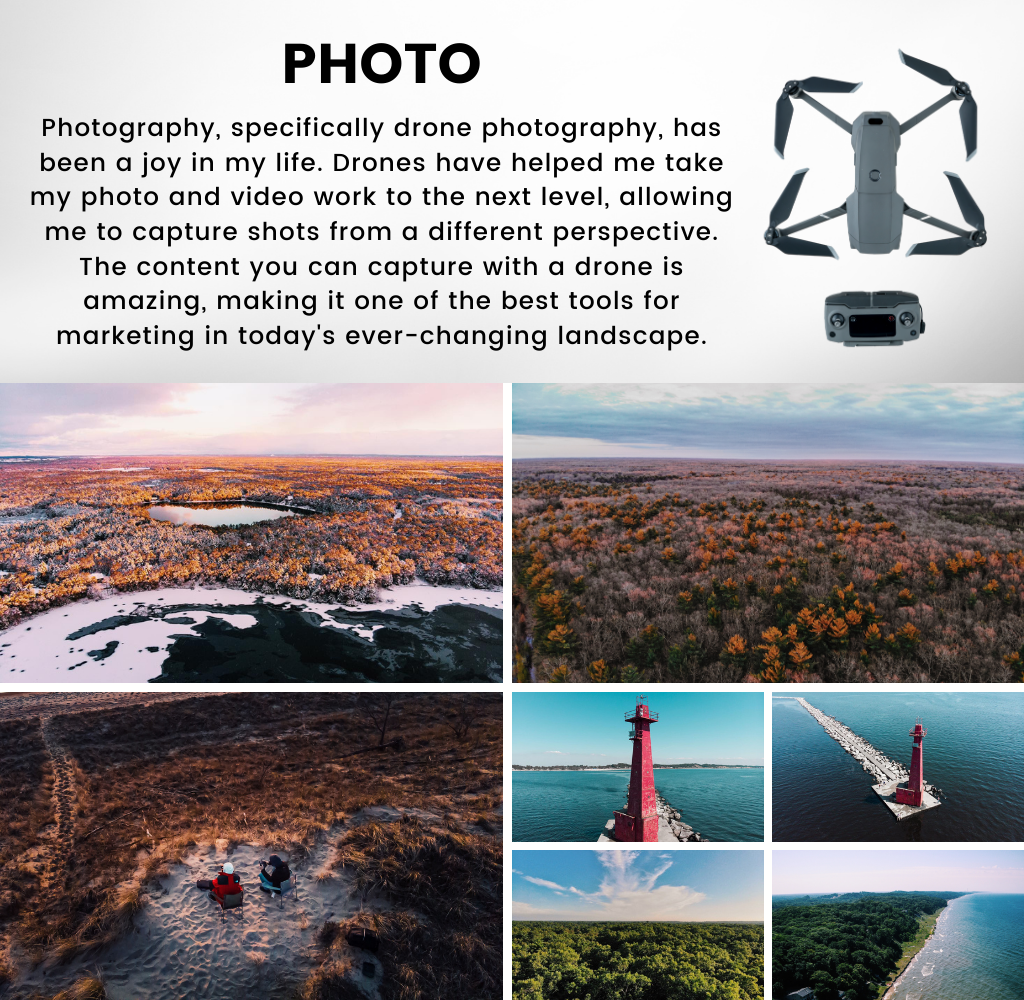 PHOTO
Photography, specifically drone photography, has
been a joy in my life. Drones have helped me take
my photo and video work to the next level, allowing
me to capture shots from a different perspective.
The content you can capture with a drone is
amazing, making it one of the best tools for
marketing in today's ever-changing landscape.